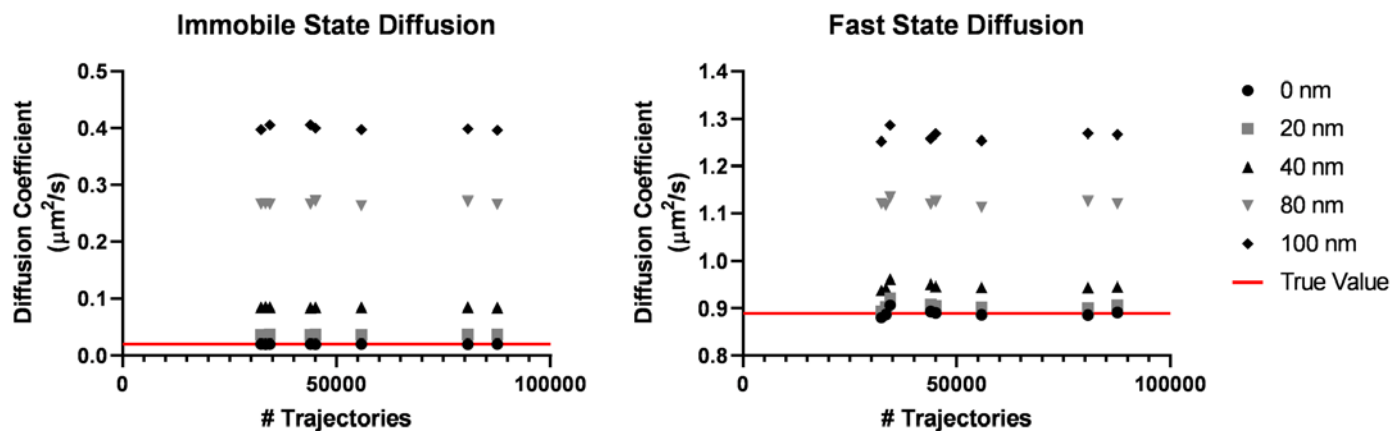 Immobile State Diffusion
Diffusion Coefficient
(μm²/s)
0.5
0.4
0.3
0.2
0.1
0.0
0
50000
100000
# Trajectories
Fast State Diffusion
Diffusion Coefficient
(μm²/s)
1.4
1.3
1.2
1.1
1.0
0.9
0.8
0
50000
100000
# Trajectories
0 nm
20 nm
40 nm
80 nm
100 nm
True Value